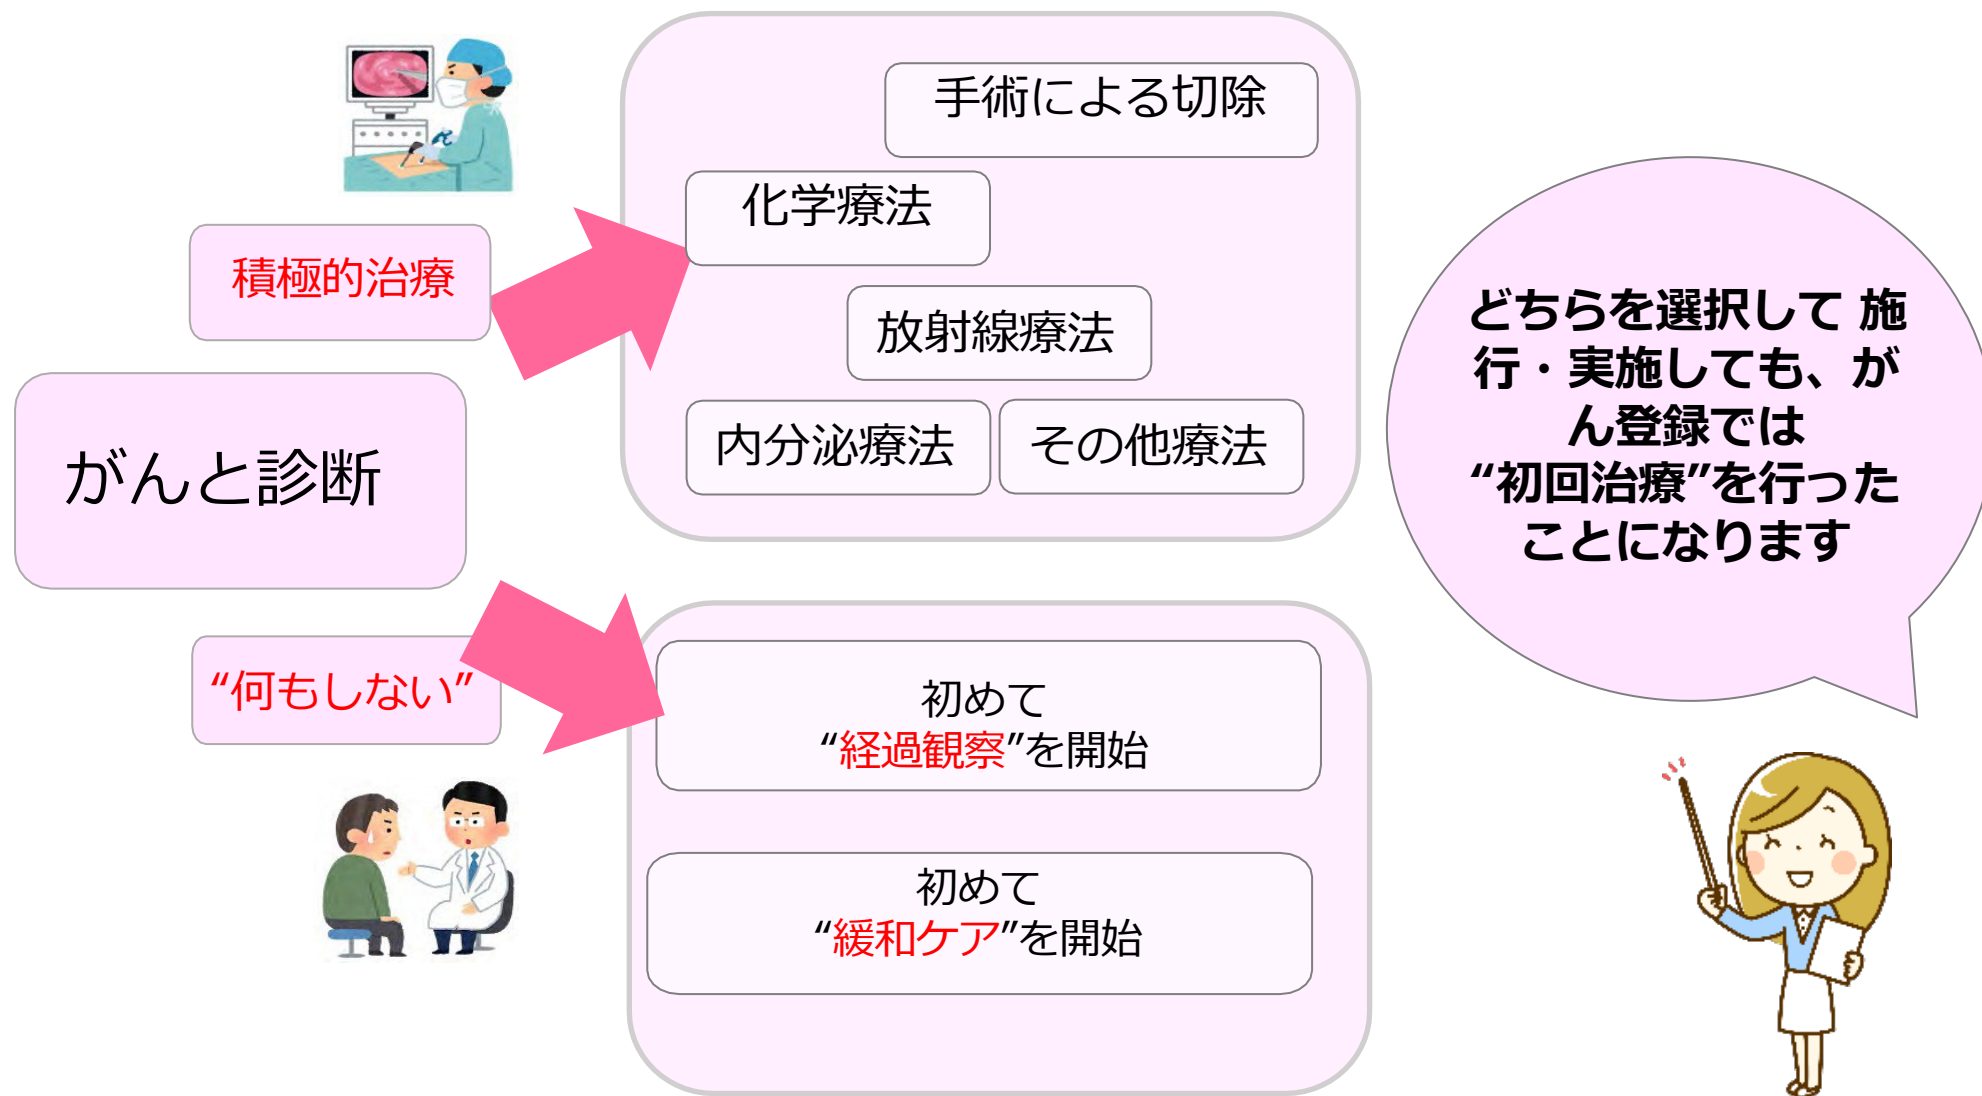 手術による切除
化学療法
積極的治療
放射線療法
内分泌療法
その他療法
がんと診断
“何もしない”
初めて
“経過観察”を開始
初めて
“緩和ケア”を開始
どちらを選択して 施
行・実施しても、が
ん登録では
“初回治療”を行った
ことになります